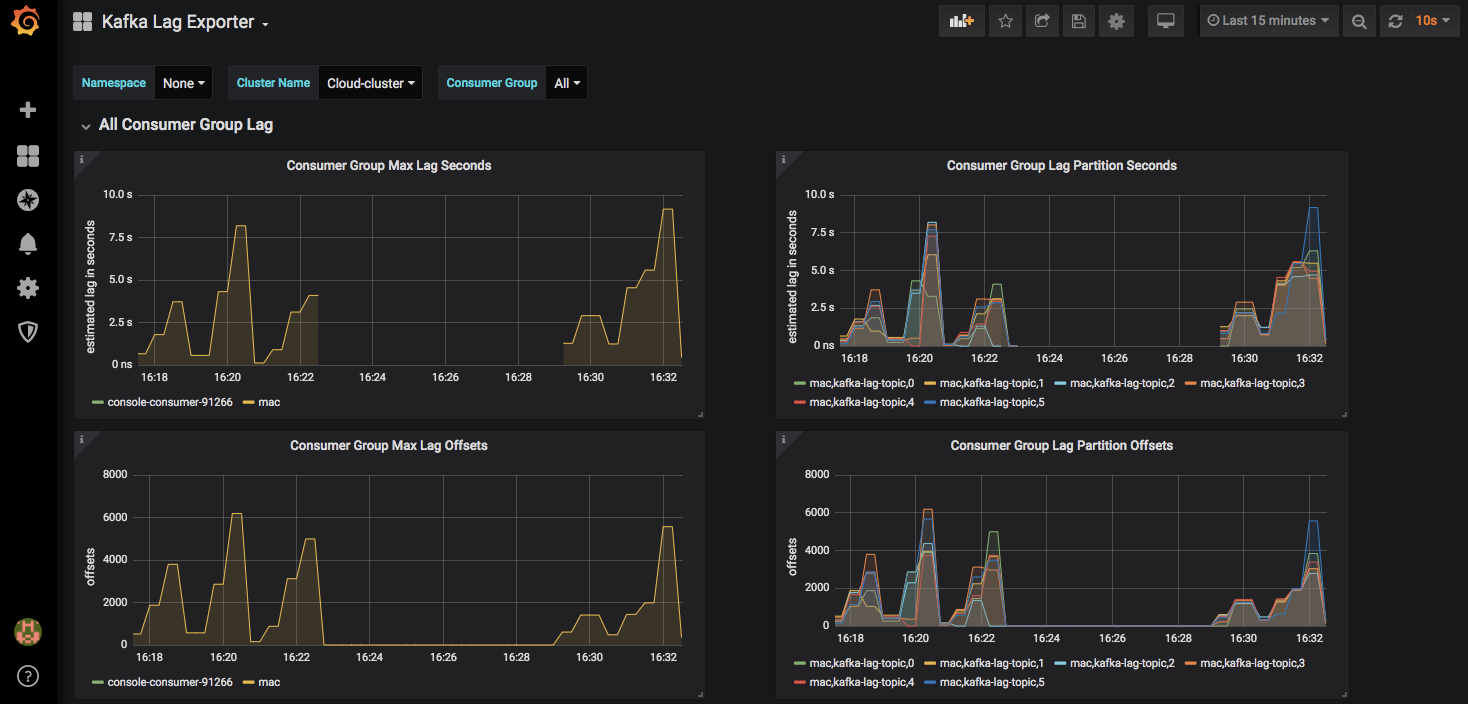 Kafka Lag Exporter
Last 15 minutes
10s
Namespace None Cluster Name Cloud-cluster Consumer Group All
All Consumer Group Lag
i
Consumer Group Max Lag Seconds
estimated lag in seconds
10.0 s
7.5 s
5.0 s
2.5 s
0 ns
16:18 16:20 16:22 16:24 16:26 16:28 16:30 16:32
console-consumer-91266 mac
i
Consumer Group Lag Partition Seconds
estimated lag in seconds
10.0 s
7.5 s
5.0 s
2.5 s
0 ns
16:18 16:20 16:22 16:24 16:26 16:28 16:30 16:32
mac,kafka-lag-topic,0 mac,kafka-lag-topic,1 mac,kafka-lag-topic,2 mac,kafka-lag-topic,3
mac,kafka-lag-topic,4 mac,kafka-lag-topic,5
i
Consumer Group Max Lag Offsets
offsets
8000
6000
4000
2000
0
16:18 16:20 16:22 16:24 16:26 16:28 16:30 16:32
console-consumer-91266 mac
i
Consumer Group Lag Partition Offsets
offsets
8000
6000
4000
2000
0
16:18 16:20 16:22 16:24 16:26 16:28 16:30 16:32
mac,kafka-lag-topic,0 mac,kafka-lag-topic,1 mac,kafka-lag-topic,2 mac,kafka-lag-topic,3
mac,kafka-lag-topic,4 mac,kafka-lag-topic,5
?